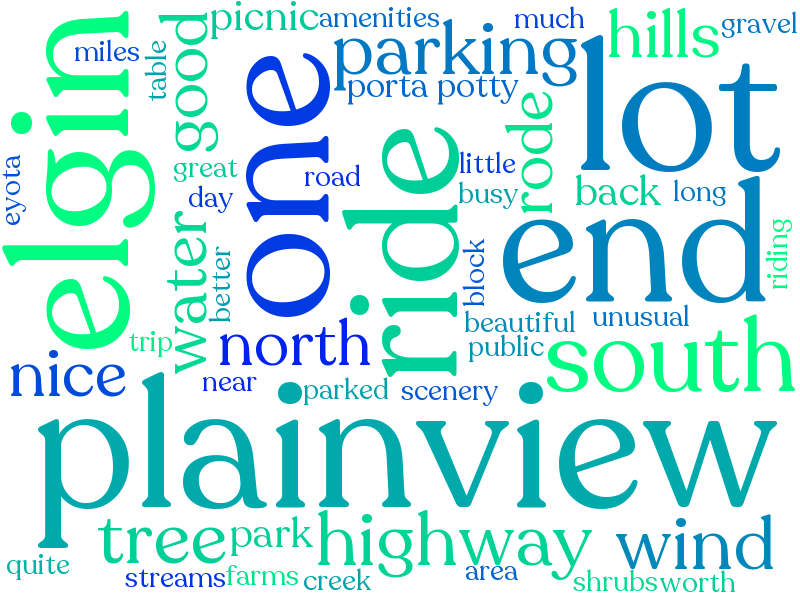 picnic
amenities
much
gravel
miles
table
good
elgin
one
parking
hills
lot
porta potty
eyota
great
day
road
ride
little
busy
rode
back
long
end
riding
water
better
block
beautiful
unusual
public
trip
north
south
nice
near
parked
scenery
plainview
tree
park
highway
wind
quite
streams
farms
creek
area
shrubs
worth